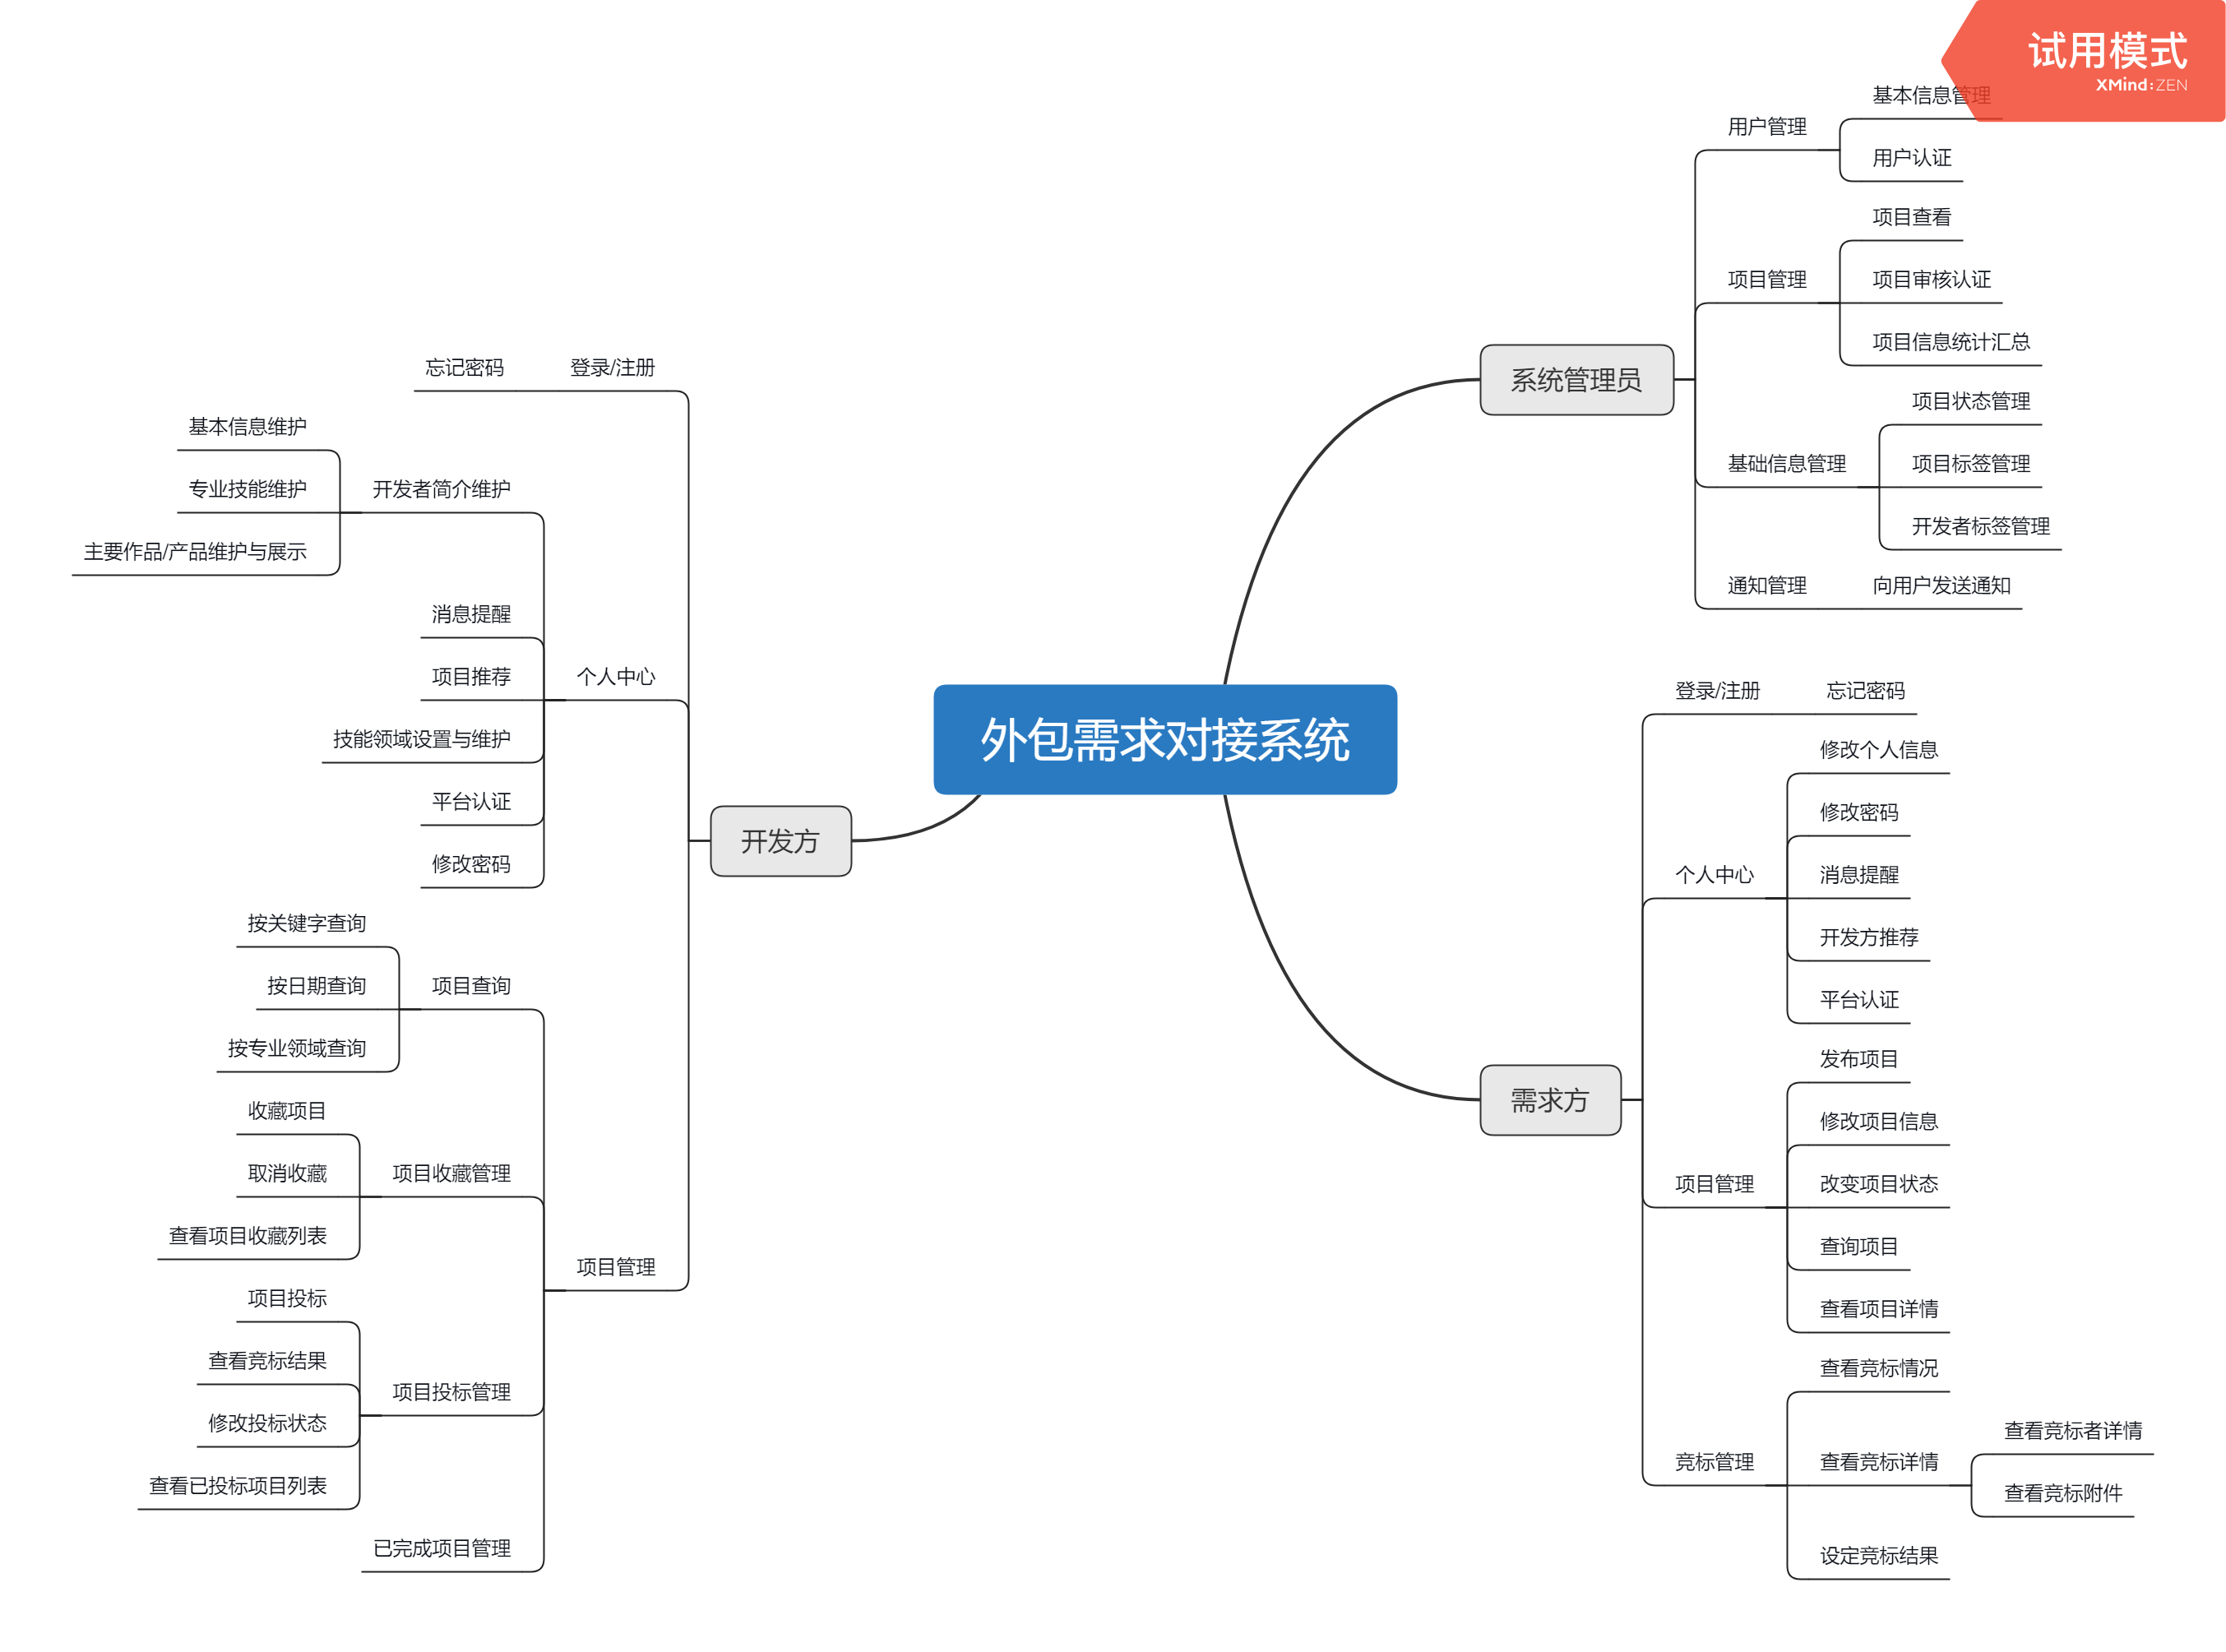 试用模式
XMind:ZEN
外包需求对接系统
系统管理员
用户管理
基本信息管理
用户认证
项目管理
项目查看
项目审核认证
项目信息统计汇总
基础信息管理
项目状态管理
项目标签管理
开发者标签管理
通知管理
向用户发送通知
需求方
登录/注册
忘记密码
个人中心
修改个人信息
修改密码
消息提醒
开发方推荐
平台认证
项目管理
发布项目
修改项目信息
改变项目状态
查询项目
查看项目详情
竞标管理
查看竞标情况
查看竞标详情
查看竞标者详情
查看竞标附件
设定竞标结果
开发方
登录/注册
忘记密码
个人中心
开发者简介维护
基本信息维护
专业技能维护
主要作品/产品维护与展示
消息提醒
项目推荐
技能领域设置与维护
平台认证
修改密码
项目管理
项目查询
按关键字查询
按日期查询
按专业领域查询
项目收藏管理
收藏项目
取消收藏
查看项目收藏列表
项目投标管理
项目投标
查看竞标结果
修改投标状态
查看已投标项目列表
已完成项目管理